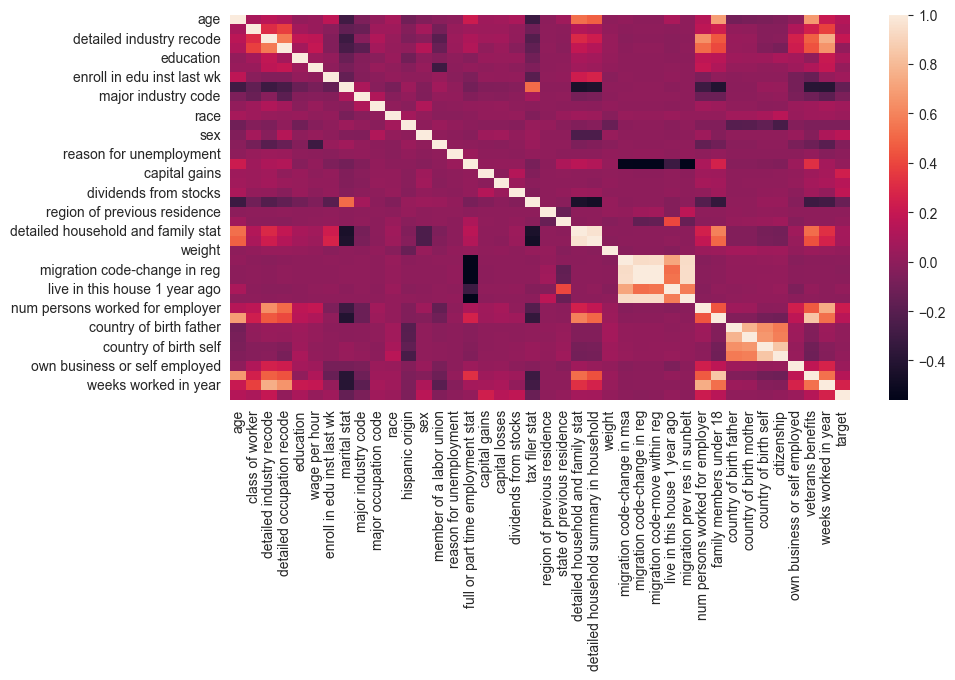 age
detailed industry recode
education
enroll in edu inst last wk
major industry code
race
sex
reason for unemployment
capital gains
dividends from stocks
region of previous residence
detailed household and family stat
weight
migration code-change in reg
live in this house 1 year ago
num persons worked for employer
country of birth father
country of birth self
own business or self employed
weeks worked in year
age
class of worker
detailed industry recode
detailed occupation recode
education
wage per hour
enroll in edu inst last wk
marital stat
major industry code
major occupation code
race
hispanic origin
sex
member of a labor union
reason for unemployment
full or part time employment stat
capital gains
capital losses
dividends from stocks
tax filer stat
region of previous residence
state of previous residence
detailed household and family stat
detailed household summary in household
weight
migration code-change in msa
migration code-change in reg
migration code-move within reg
live in this house 1 year ago
migration prev res in sunbelt
num persons worked for employer
family members under 18
country of birth father
country of birth mother
country of birth self
citizenship
own business or self employed
veterans benefits
weeks worked in year
target
1.0
0.8
0.6
0.4
0.2
0.0
−0.2
−0.4